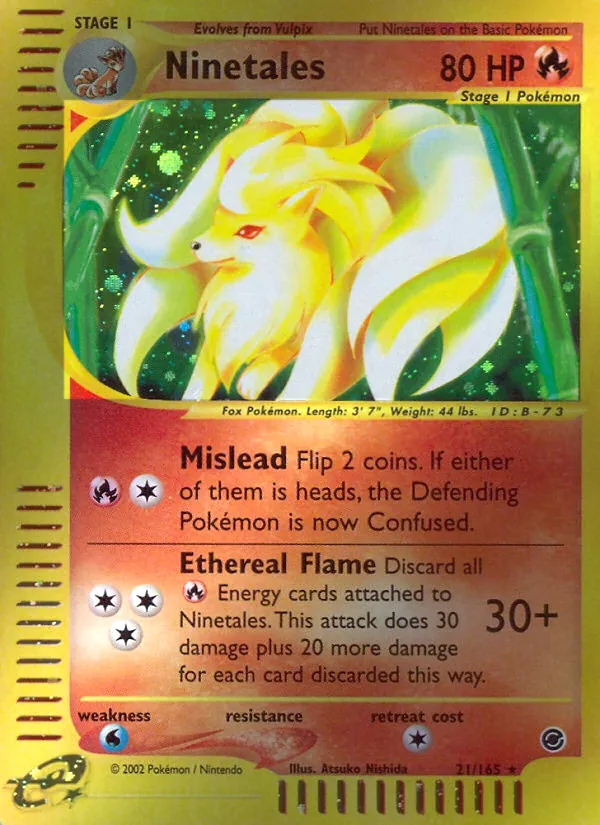 STAGE 1
Evolves from Vulpix Put Ninetales on the Basic Pokémon
Ninetales 80 HP
Stage 1 Pokémon
Fox Pokémon. Length: 3' 7", Weight: 44 lbs. ID:B-73
Mislead Flip 2 coins. If either
of them is heads, the Defending
Pokémon is now Confused.
Ethereal Flame Discard all
Energy cards attached to
Ninetales. This attack does 30
damage plus 20 more damage
for each card discarded this way.
30+
weakness resistance retreat cost
© 2002 Pokémon / Nintendo Illus. Atsuko Nishida 21/165 ★